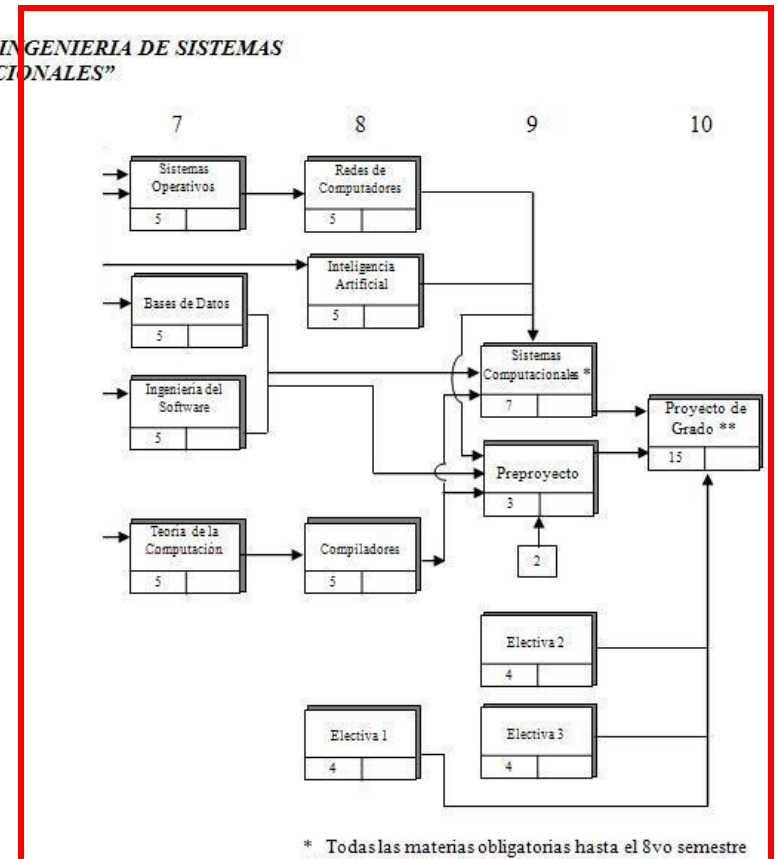 INGENIERIA DE SISTEMAS
CIONALES”
7 8 9 10
Sistemas
Operativos
5
Redes de
Computadores
5
Inteligencia
Artificial
5
Bases de Datos
5
Sistemas
Computacionales *
7
Ingenieria del
Software
5
Proyecto de
Grado **
15
Preproyecto
3
2
Teoria de la
Computación
5
Compiladores
5
Electiva 2
4
Electiva 1
4
Electiva 3
4
* Todas las materias obligatorias hasta el 8vo semestre